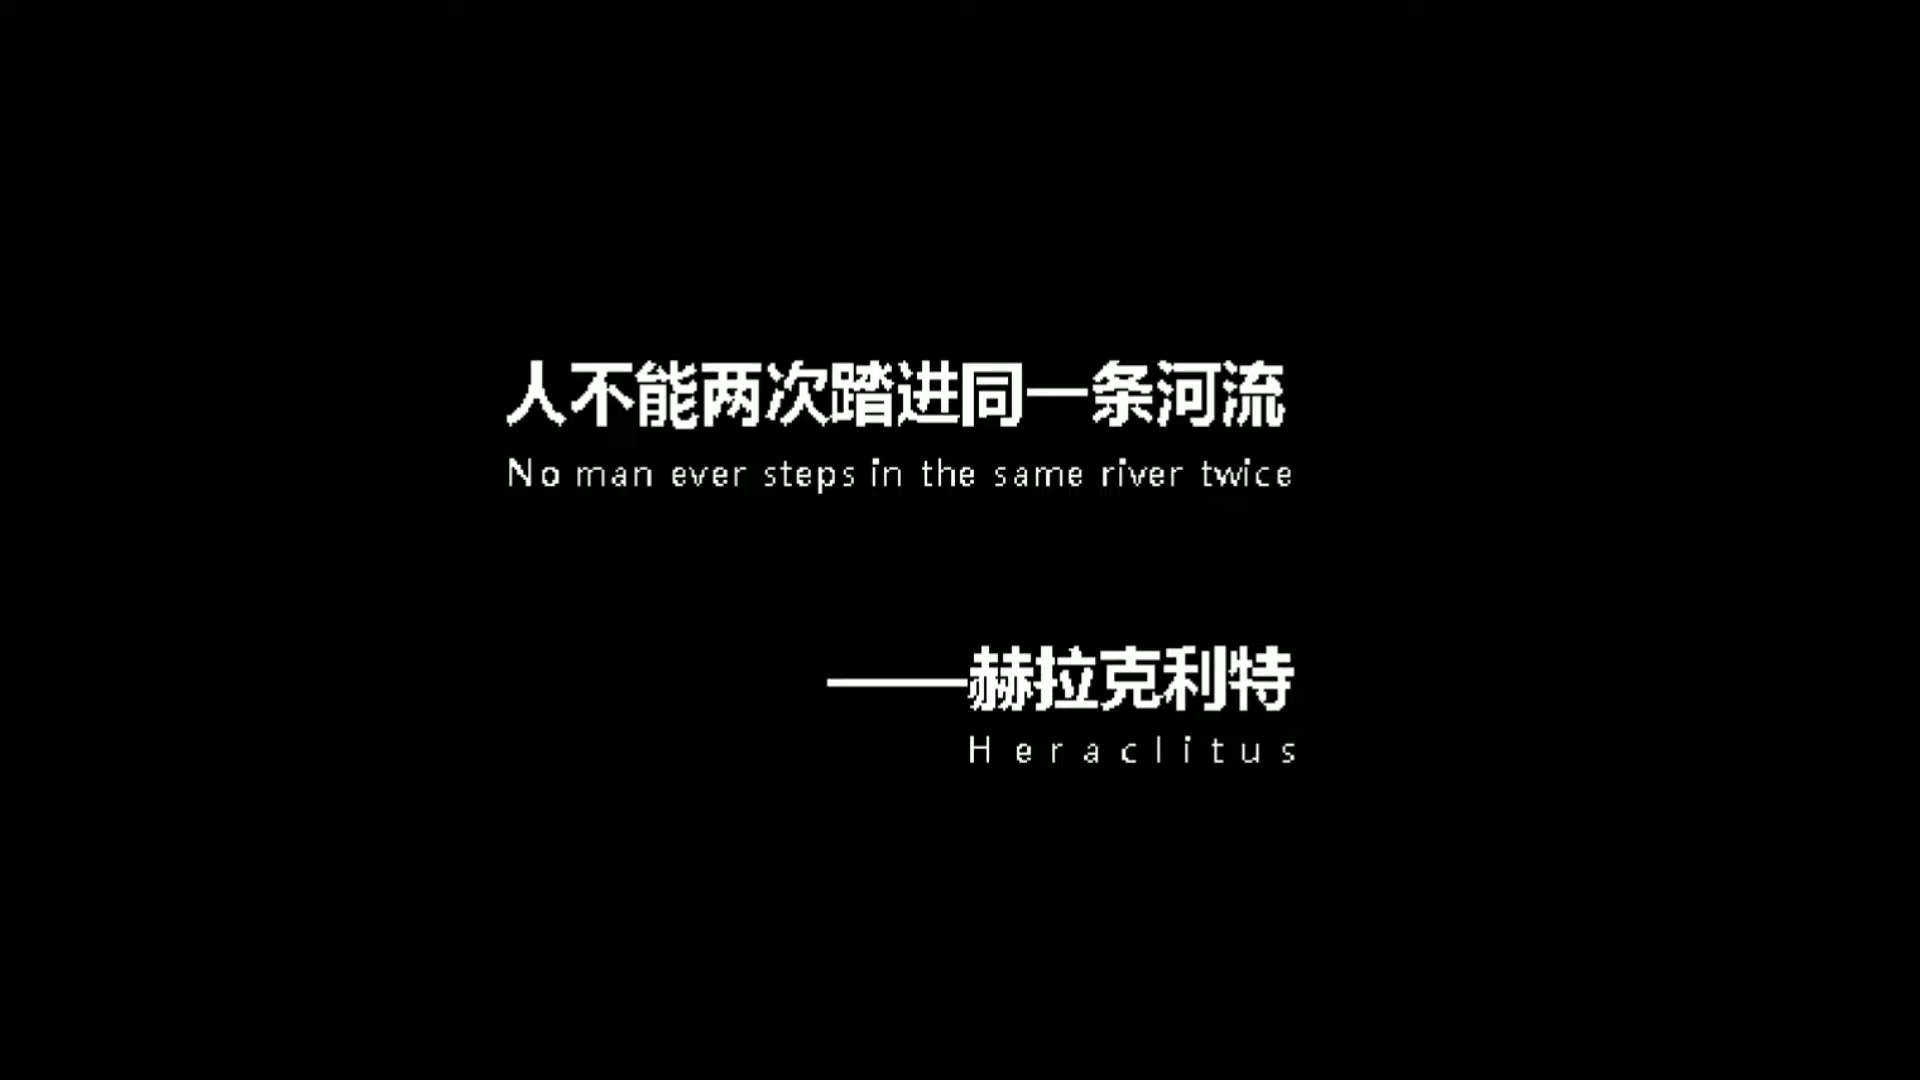 人不能两次踏进同一条河流
No man ever steps in the same river twice
——赫拉克利特
Heraclitus